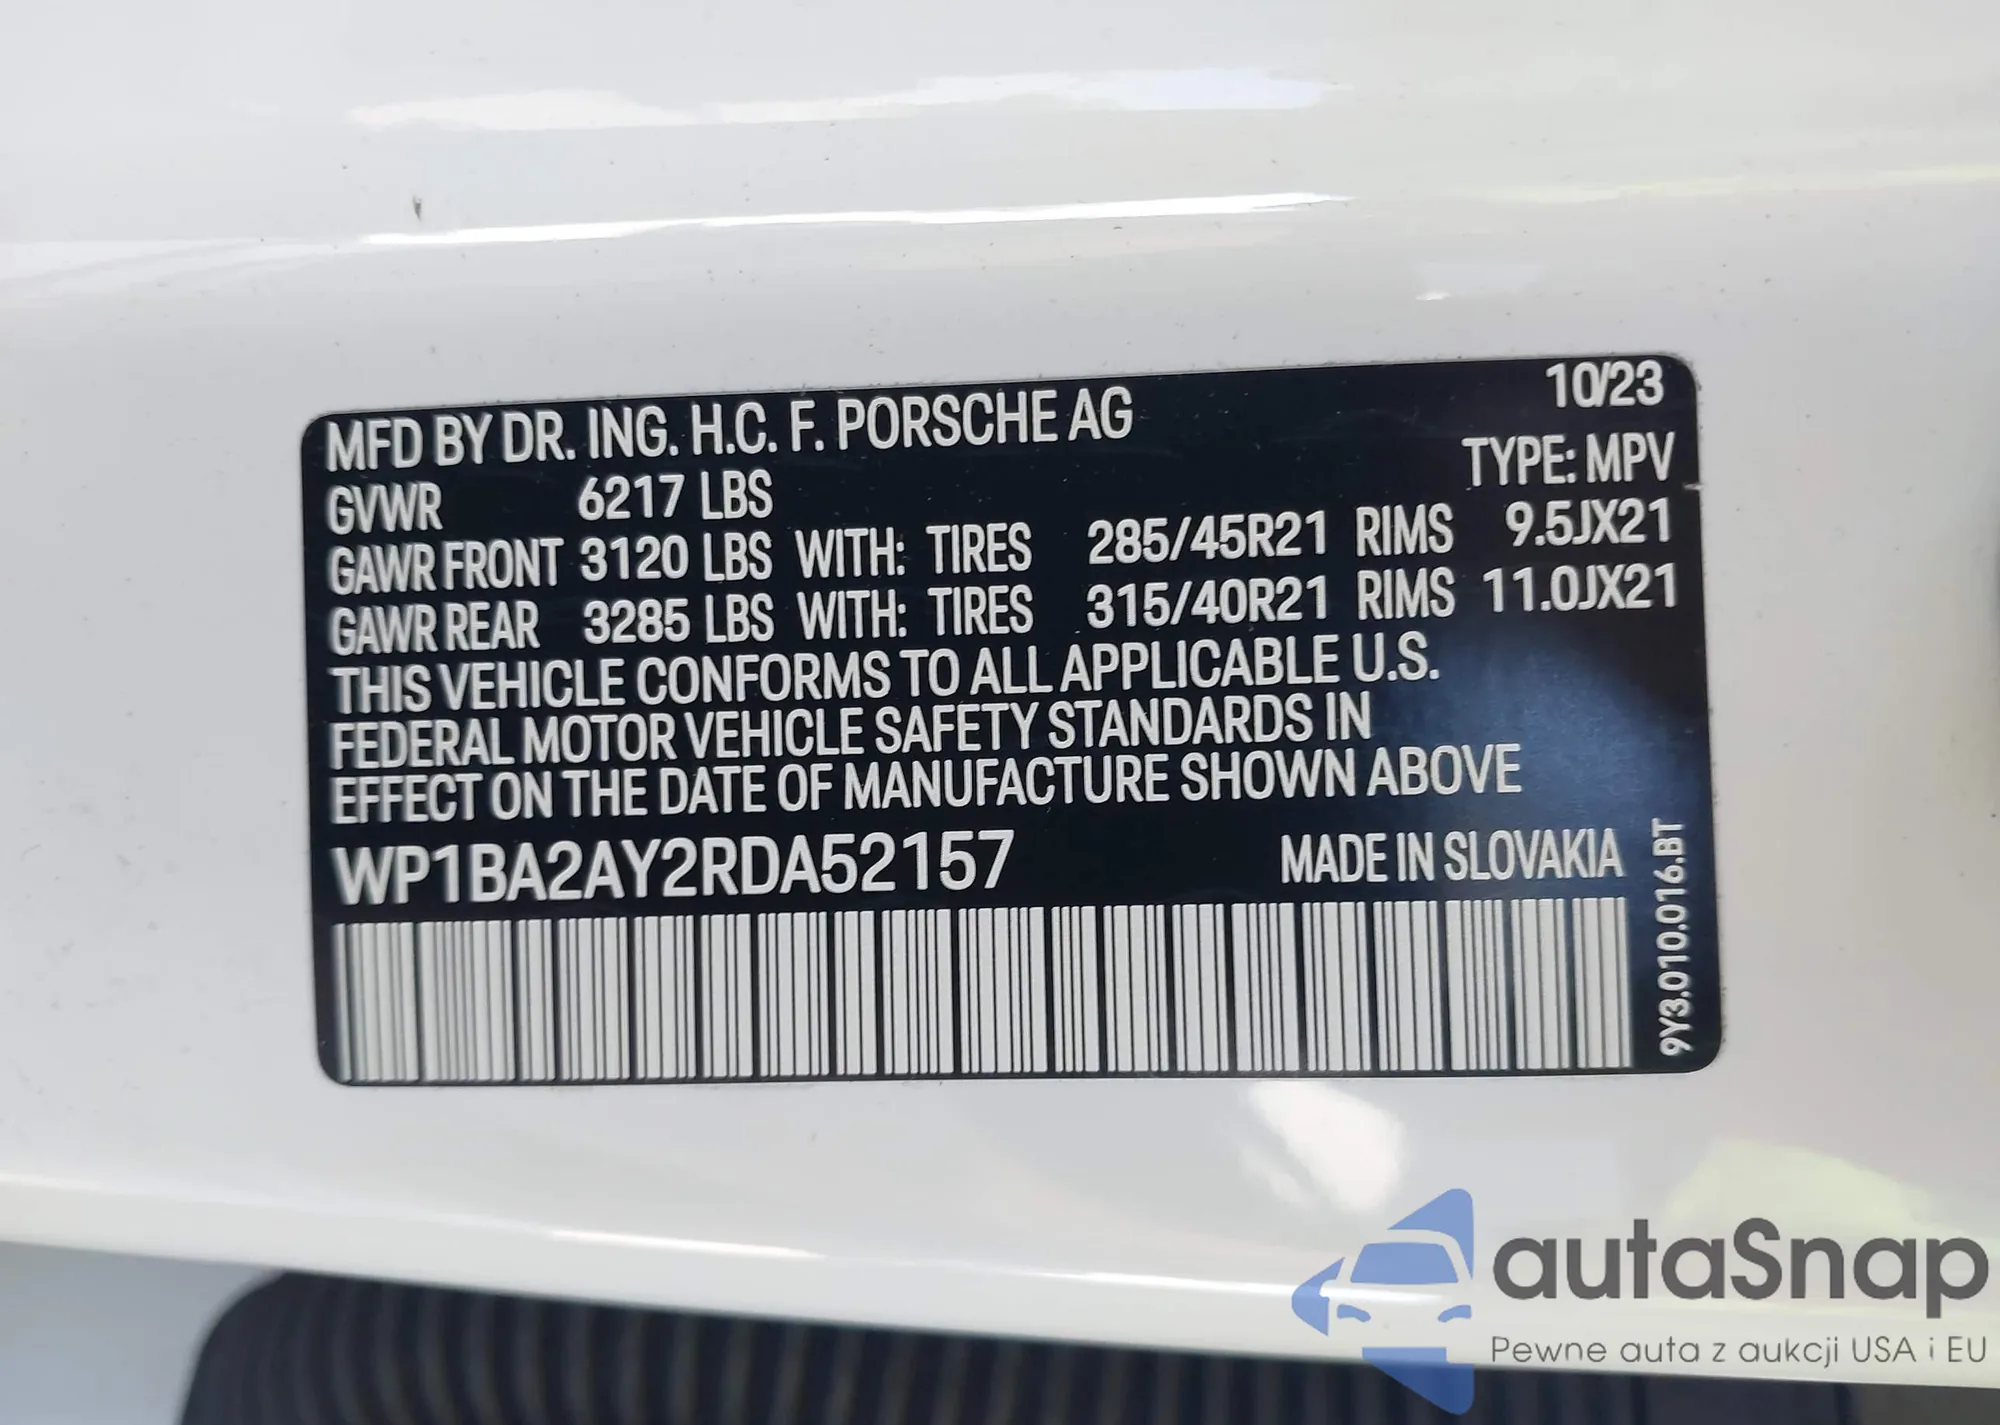 MFD BY DR. ING. H.C. F. PORSCHE AG 10/23
GVWR 6217 LBS TYPE: MPV
GAWR FRONT 3120 LBS WITH: TIRES 285/45R21 RIMS 9.5JX21
GAWR REAR 3285 LBS WITH: TIRES 315/40R21 RIMS 11.0JX21
THIS VEHICLE CONFORMS TO ALL APPLICABLE U.S.
FEDERAL MOTOR VEHICLE SAFETY STANDARDS IN
EFFECT ON THE DATE OF MANUFACTURE SHOWN ABOVE
WP1BA2AY2RDA52157 MADE IN SLOVAKIA
9Y3.010.016.BT
autaSnap
Pewne auta z aukcji USA i EU